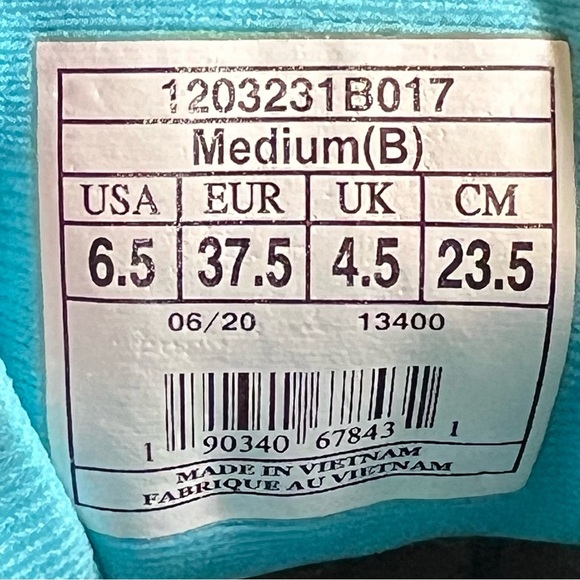 1203231B017
Medium(B)
USA EUR UK CM
6.5 37.5 4.5 23.5
06/20 13400
1 90340 67843 1
MADE IN VIETNAM
FABRIQUE AU VIETNAM